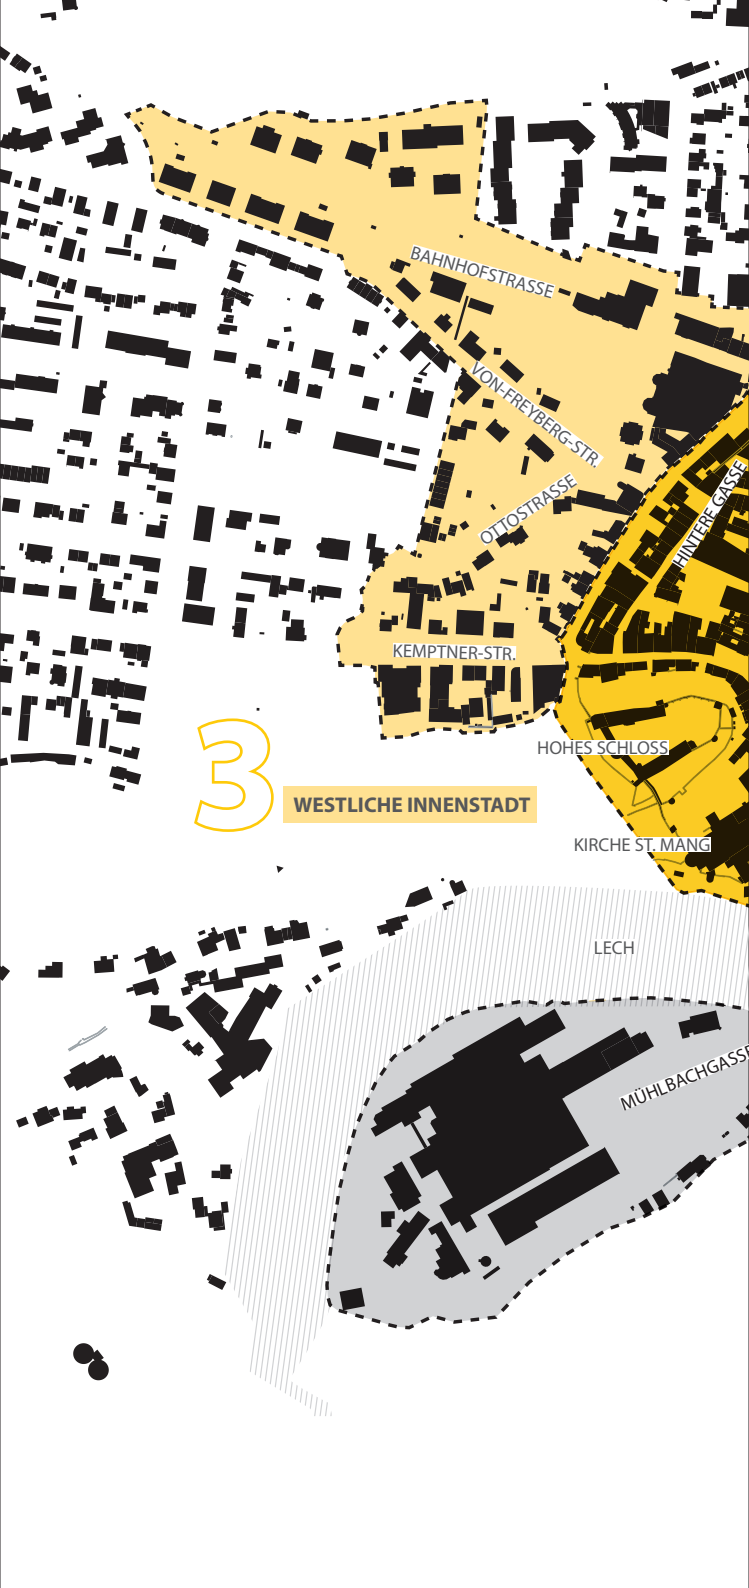 BAHNHOFSTRASSE
VON-FREYBERG-STR.
HINTERE GASSE
OTTOSTRASSE
KEMPTNER-STR.
3
HOHES SCHLOSS
WESTLICHE INNENSTADT
KIRCHE ST. MANG
LECH
MÜHLBACHGASSE